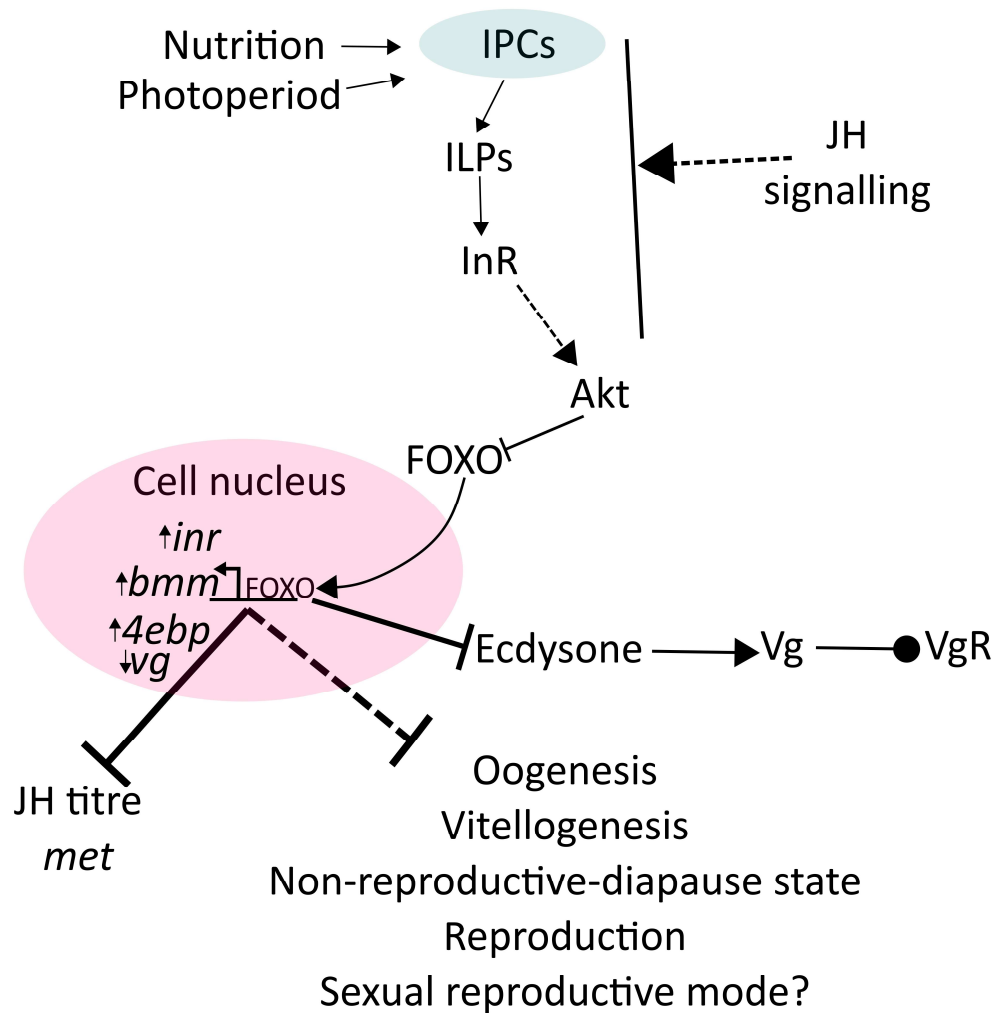 Nutrition
IPCs
Photoperiod
JH
signalling
ILPs
InR
Akt
FOXO
Cell nucleus
↑inr
↑bmm
FOXO
↑4ebp
↓vg
Ecdysone
Vg
VgR
JH titre
met
Oogenesis
Vitellogenesis
Non-reproductive-diapause state
Reproduction
Sexual reproductive mode?